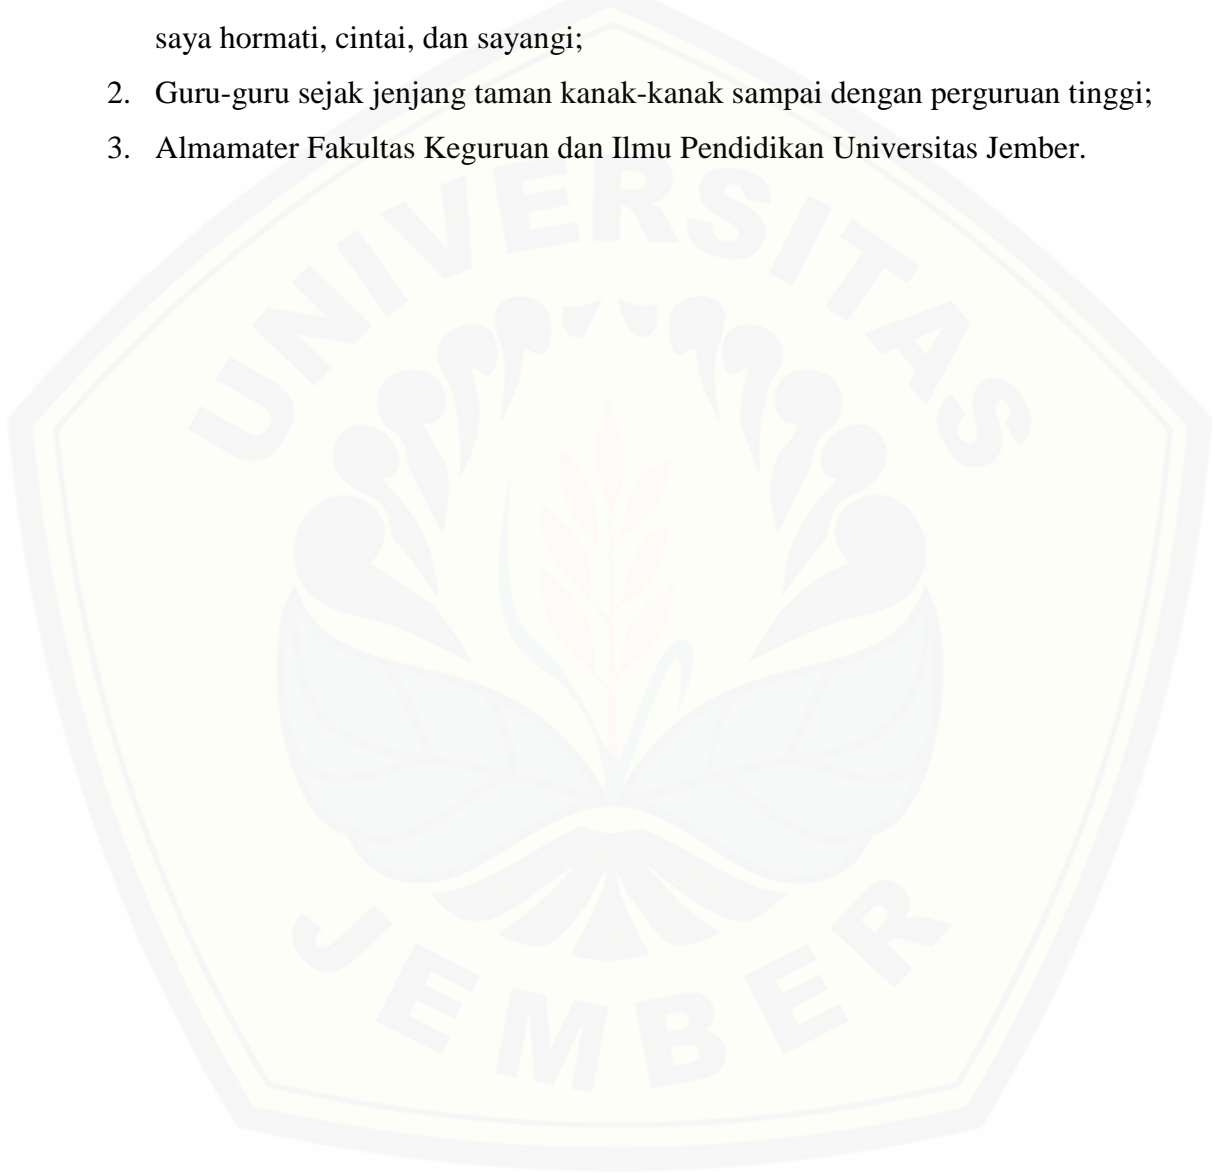 saya hormati, cintai, dan sayangi;
2. Guru-guru sejak jenjang taman kanak-kanak sampai dengan perguruan tinggi;
3. Almamater Fakultas Keguruan dan Ilmu Pendidikan Universitas Jember.
UNIVERSITAS
JEMBER